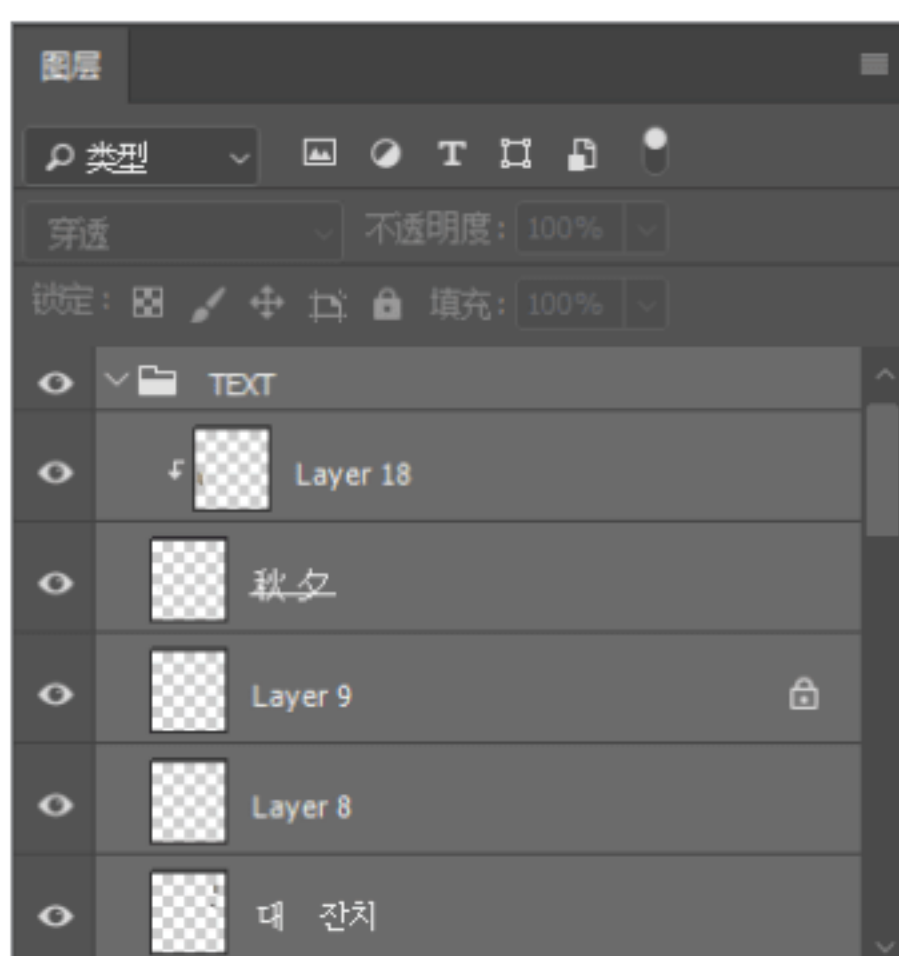 图层
类型
穿透 不透明度: 100%
锁定: 填充: 100%
TEXT
Layer 18
秋夕
Layer 9
Layer 8
대 잔치